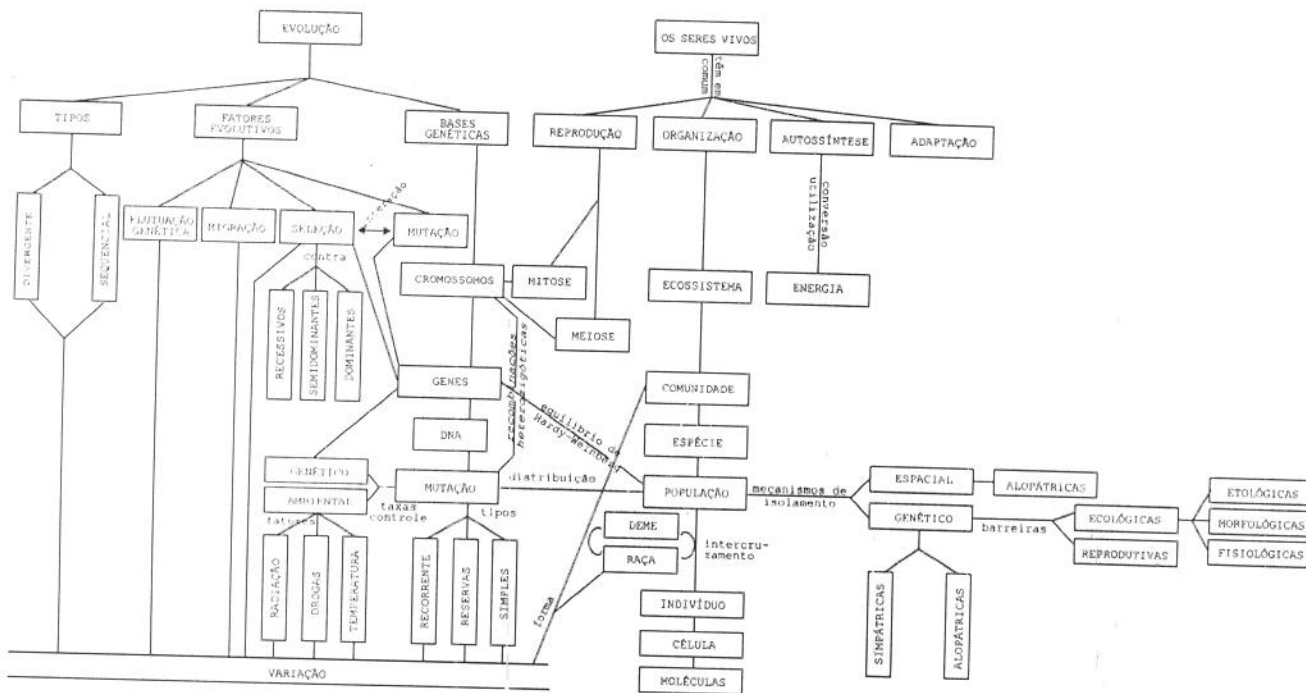 EVOLUÇÃO
OS SERES VIVOS
têm em
comum
TIPOS
FATORES
EVOLUTIVOS
BASES
GENÉTICAS
REPRODUÇÃO
ORGANIZAÇÃO
AUTOSSÍNTESE
ADAPTAÇÃO
DIVERGENTE
SEQUENCIAL
FLUTUAÇÃO
GENÉTICA
MIGRAÇÃO
SELEÇÃO
MUTAÇÃO
contra
conversão
utilização
CROMOSSOMOS
MITOSE
ECOSSISTEMA
ENERGIA
RECESSIVOS
SEMIDOMINANTES
DOMINANTES
MEIOSE
recombinações
heterozigóticas
GENES
COMUNIDADE
equilíbrio de
Hardy-Weinberg
DNA
ESPÉCIE
GENÉTICO
AMBIENTAL
fatores
taxas
controle
MUTAÇÃO
tipos
distribuição
POPULAÇÃO
mecanismos de
isolamento
ESPACIAL
ALOPÁTRICAS
GENÉTICO
barreiras
ECOLÓGICAS
REPRODUTIVAS
ETOLÓGICAS
MORFOLÓGICAS
FISIOLÓGICAS
DEME
RAÇA
intercru-
zamento
RADIAÇÃO
DROGAS
TEMPERATURA
RECORRENTE
RESERVAS
SIMPLES
forma
INDIVÍDUO
CÉLULA
MOLÉCULAS
SIMPÁTRICAS
ALOPÁTRICAS
VARIAÇÃO